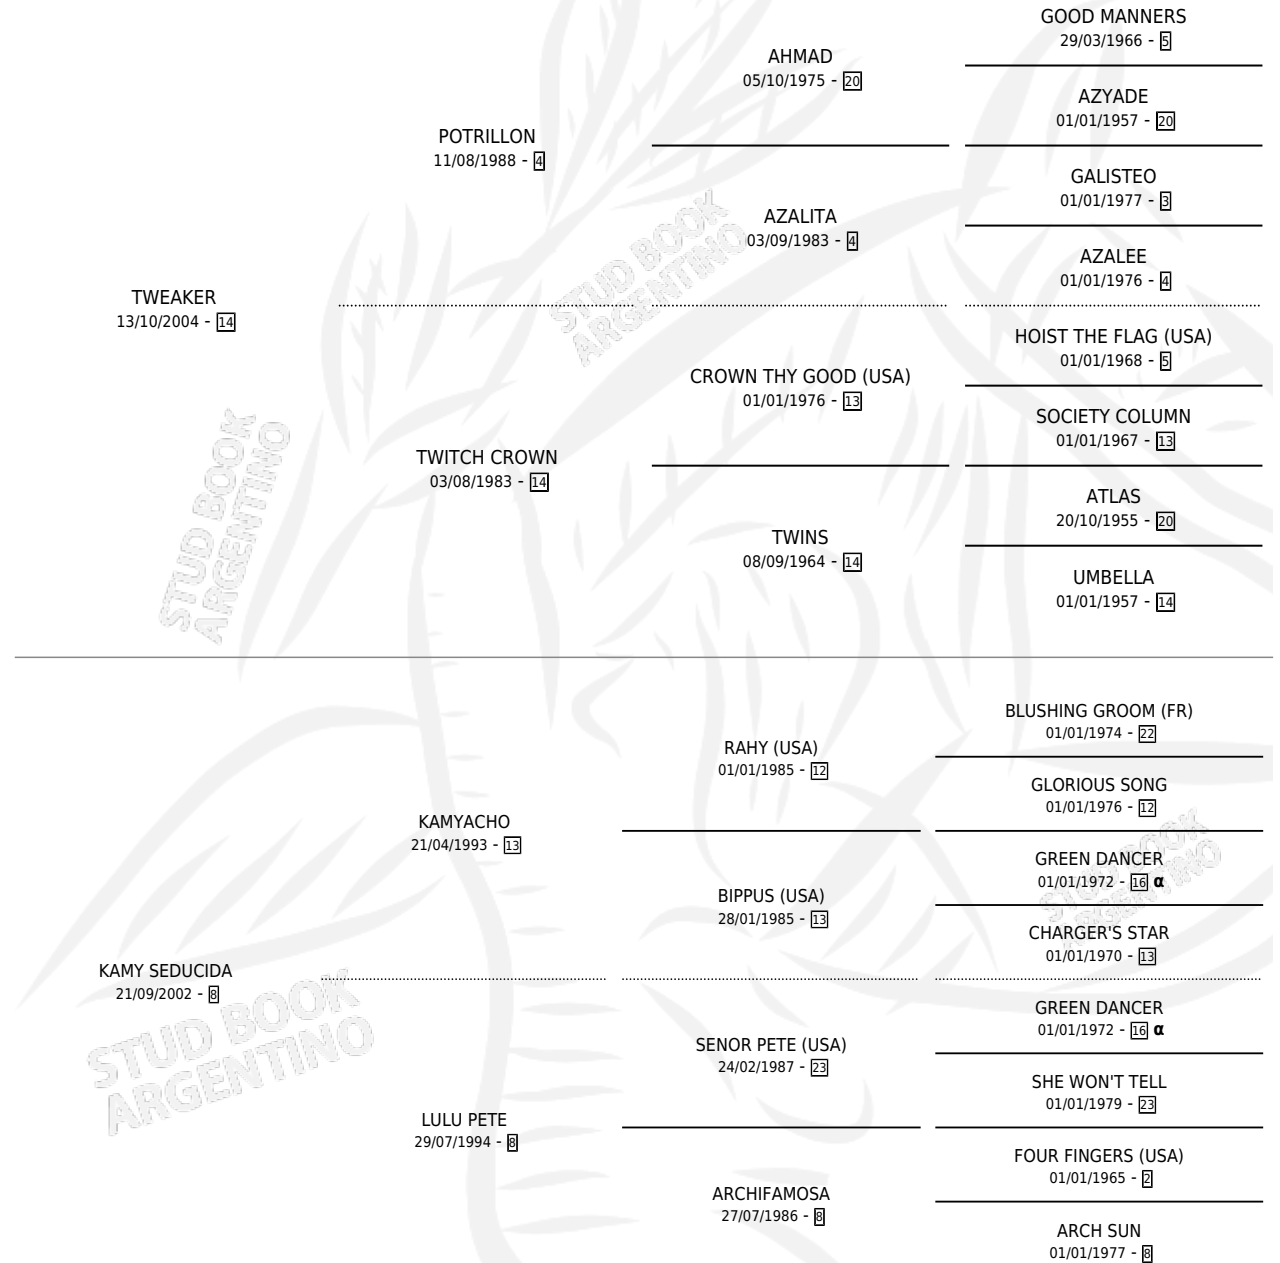 GOOD MANNERS
29/03/1966 - 5
AHMAD
05/10/1975 - 20
AZYADE
01/01/1957 - 20
POTRILLON
11/08/1988 - 4
GALISTEO
01/01/1977 - 3
AZALITA
03/09/1983 - 4
AZALEE
01/01/1976 - 4
TWEAKER
13/10/2004 - 14
HOIST THE FLAG (USA)
01/01/1968 - 5
CROWN THY GOOD (USA)
01/01/1976 - 13
SOCIETY COLUMN
01/01/1967 - 13
TWITCH CROWN
03/08/1983 - 14
ATLAS
20/10/1955 - 20
TWINS
08/09/1964 - 14
UMBELLA
01/01/1957 - 14
BLUSHING GROOM (FR)
01/01/1974 - 22
RAHY (USA)
01/01/1985 - 12
GLORIOUS SONG
01/01/1976 - 12
KAMYACHO
21/04/1993 - 13
GREEN DANCER
01/01/1972 - 16 α
BIPPUS (USA)
28/01/1985 - 13
CHARGER'S STAR
01/01/1970 - 13
KAMY SEDUCIDA
21/09/2002 - 8
GREEN DANCER
01/01/1972 - 16 α
SENOR PETE (USA)
24/02/1987 - 23
SHE WON'T TELL
01/01/1979 - 23
LULU PETE
29/07/1994 - 8
FOUR FINGERS (USA)
01/01/1965 - 2
ARCHIFAMOSA
27/07/1986 - 8
ARCH SUN
01/01/1977 - 8
STUD BOOK
ARGENTINO
STUD BOOK
ARGENTINO
STUD BOOK
ARGENTINO
STUD BOOK
ARGENTINO